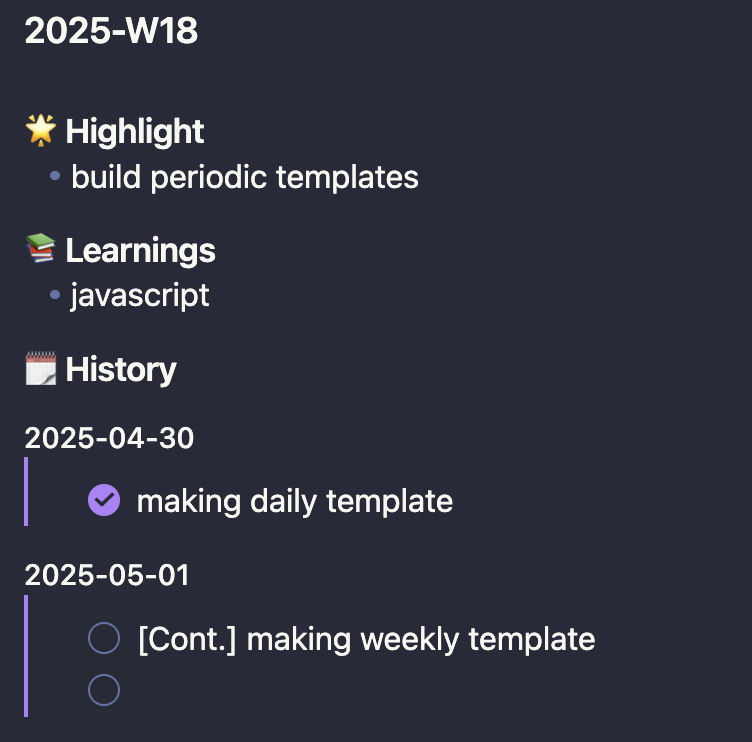 2025-W18
🌟 Highlight
• build periodic templates
📚 Learnings
• javascript
🗒️ History
2025-04-30
making daily template
2025-05-01
[Cont.] making weekly template